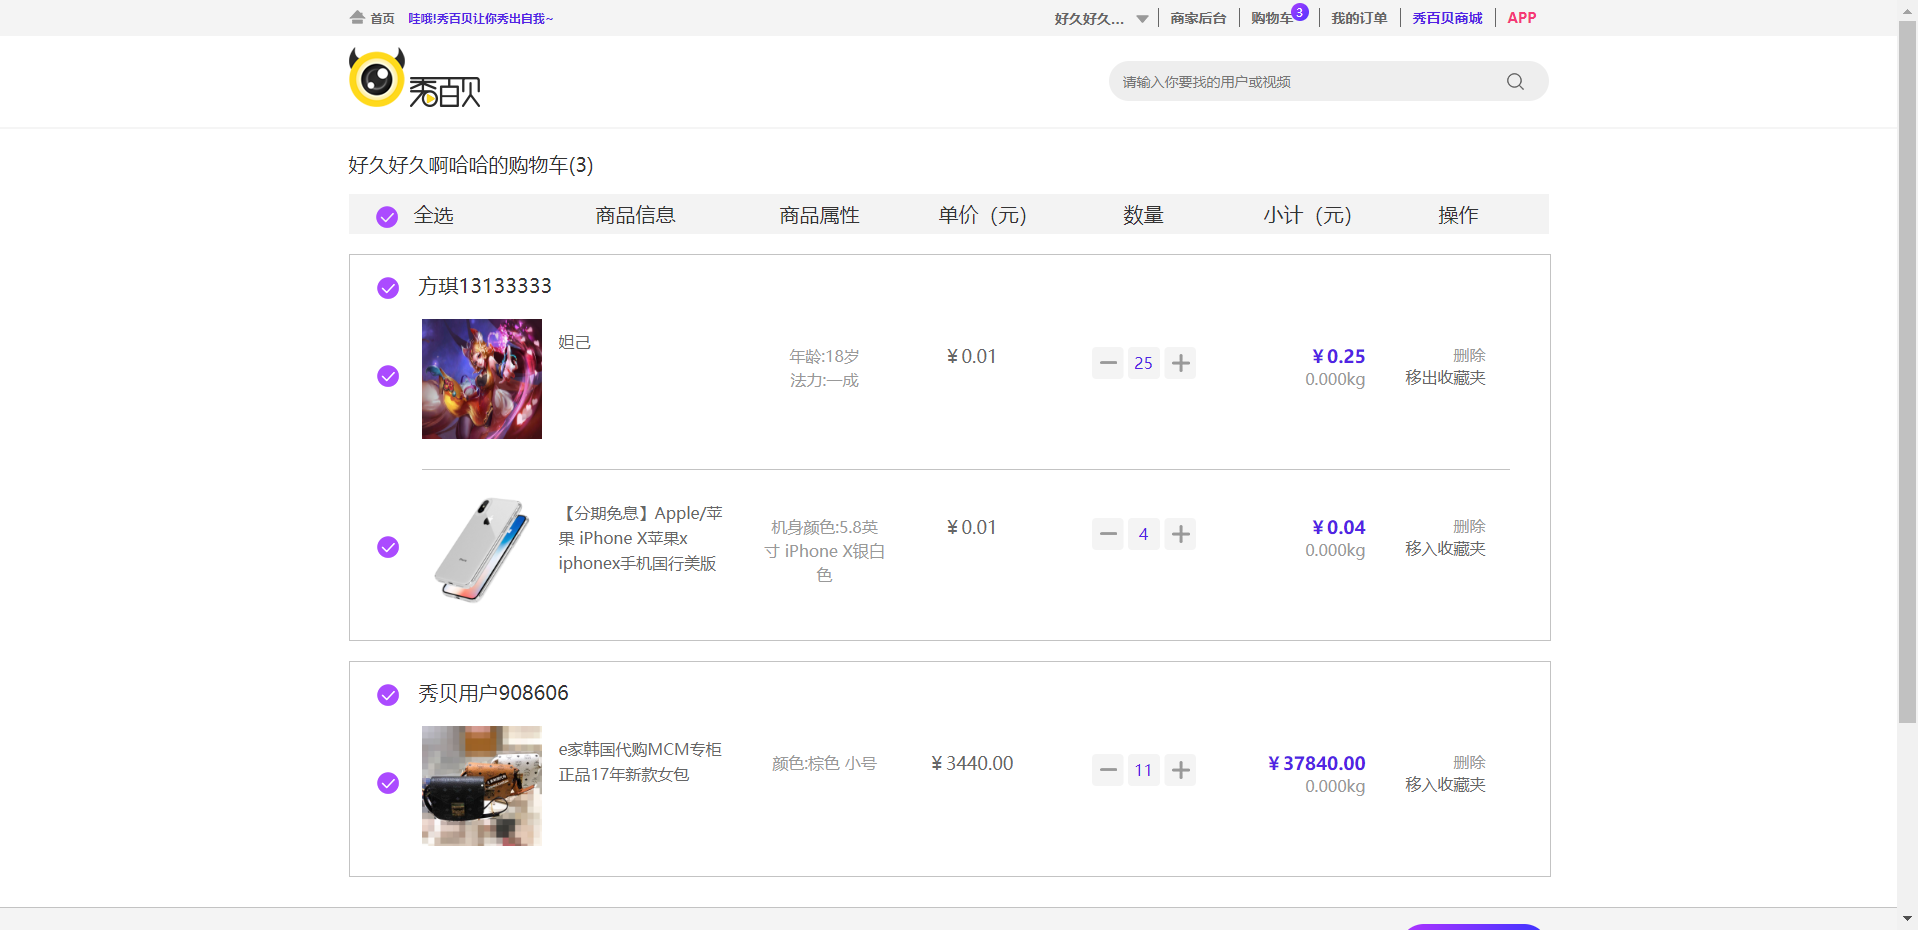 首页 哇哦!秀百贝让你秀出自我~ 好久好久... 商家后台 购物车 3 我的订单 秀百贝商城 APP
秀百贝
请输入你要找的用户或视频
好久好久啊哈哈的购物车(3)
全选 商品信息 商品属性 单价（元） 数量 小计（元） 操作
方琪13133333
妲己 年龄:18岁 ¥0.01 25 ¥0.25 删除
法力:一成 0.000kg 移出收藏夹
【分期免息】Apple/苹 机身颜色:5.8英 ¥0.01 4 ¥0.04 删除
果 iPhone X苹果x 寸 iPhone X银白 0.000kg 移入收藏夹
iphonex手机国行美版 色
秀贝用户908606
e家韩国代购MCM专柜 颜色:棕色 小号 ¥3440.00 11 ¥37840.00 删除
正品17年新款女包 0.000kg 移入收藏夹